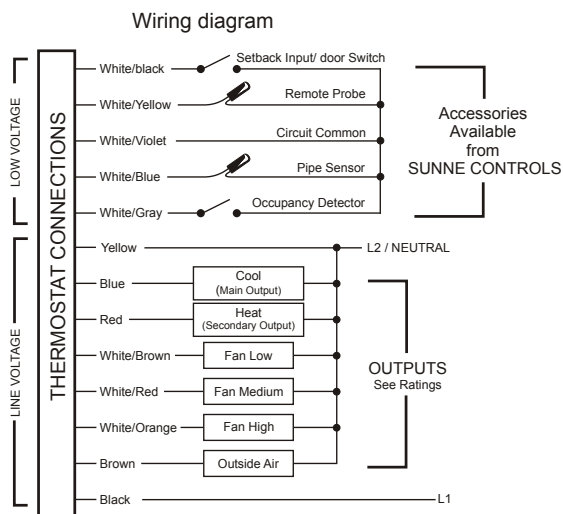 Wiring diagram
LOW VOLTAGE
LINE VOLTAGE
THERMOSTAT CONNECTIONS
White/black Setback Input/ door Switch
White/Yellow Remote Probe
White/Violet Circuit Common
White/Blue Pipe Sensor
White/Gray Occupancy Detector
Accessories
Available
from
SUNNE CONTROLS
Yellow L2 / NEUTRAL
Blue Cool
(Main Output)
Red Heat
(Secondary Output)
White/Brown Fan Low
White/Red Fan Medium
White/Orange Fan High
Brown Outside Air
OUTPUTS
See Ratings
Black L1